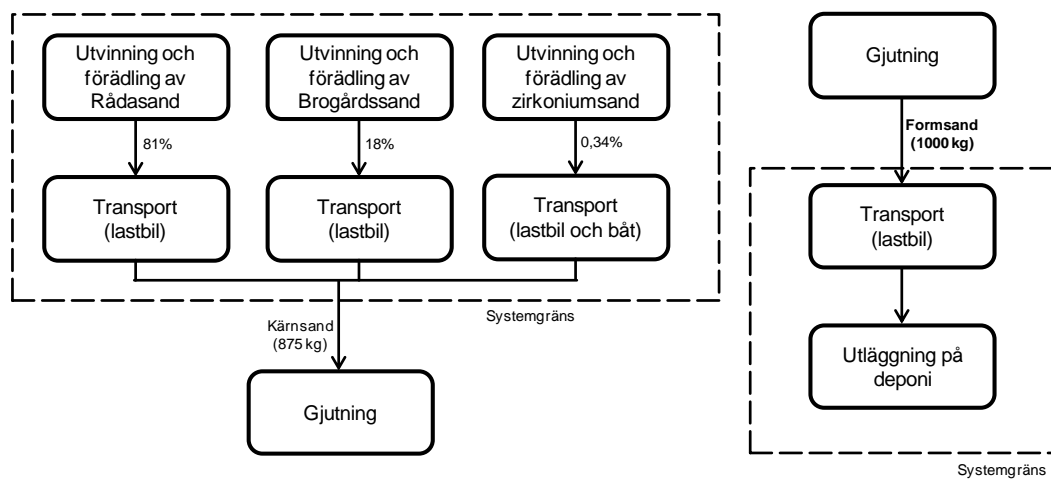 Utvinning och
förädling av
Rådasand
Utvinning och
förädling av
Brogårdssand
Utvinning och
förädling av
zirkoniumsand
81%
18%
0,34%
Transport
(lastbil)
Transport
(lastbil)
Transport
(lastbil och båt)
Systemgräns
Kärnsand
(875 kg)
Gjutning
Gjutning
Formsand
(1000 kg)
Transport
(lastbil)
Utläggning på
deponi
Systemgräns